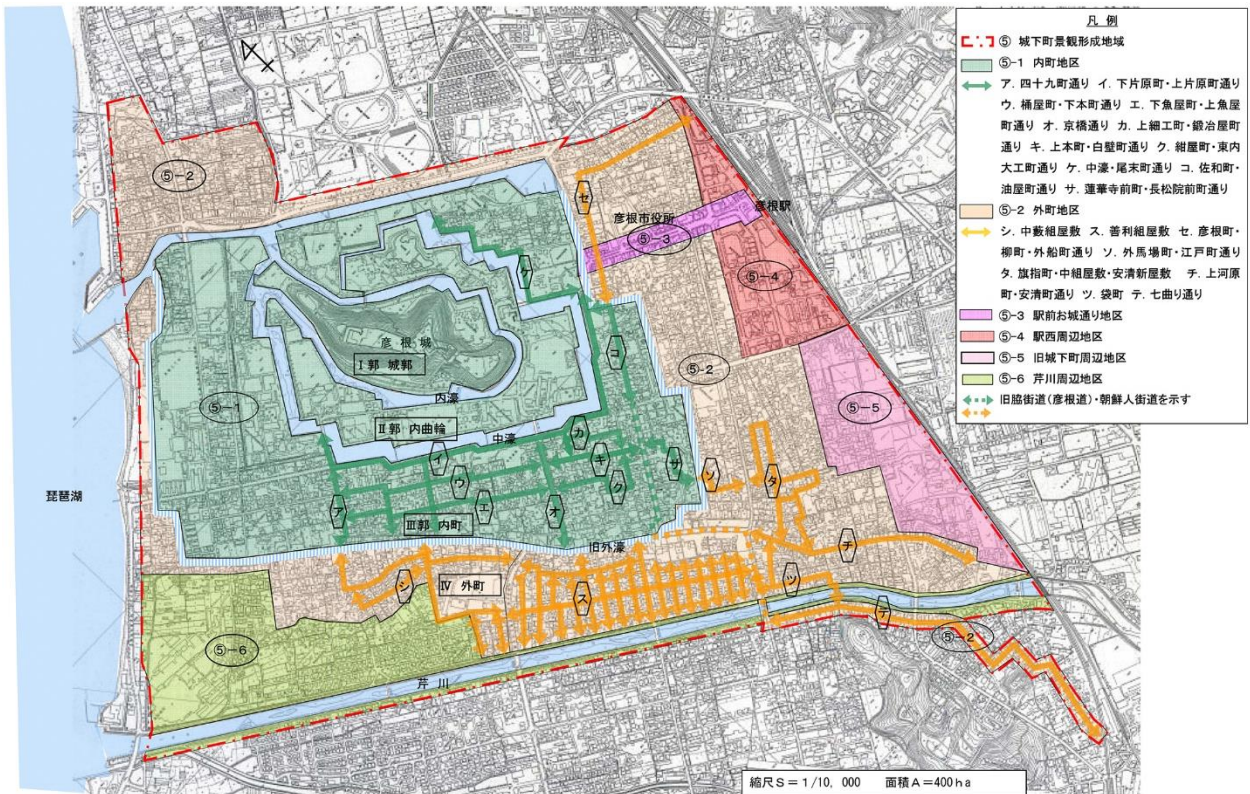 凡 例
⑤ 城下町景観形成地域
⑤-1 内町地区
ア. 四十九町通り イ. 下片原町・上片原町通り
ウ. 桶屋町・下本町通り エ. 下魚屋町・上魚屋
町通り オ. 京橋通り カ. 上細工町・鍛冶屋町
通り キ. 上本町・白壁町通り ク. 紺屋町・東内
大工町通り ケ. 中濠・尾末町通り コ. 佐和町・
油屋町通り サ. 蓮華寺前町・長松院前町通り
⑤-2 外町地区
シ. 中藪組屋敷 ス. 善利組屋敷 セ. 彦根町・
柳町・外船町通り ソ. 外馬場町・江戸町通り
タ. 旗指町・中組屋敷・安清新屋敷 チ. 上河原
町・安清町通り ツ. 袋町 テ. 七曲り通り
⑤-3 駅前お城通り地区
⑤-4 駅西周辺地区
⑤-5 旧城下町周辺地区
⑤-6 芹川周辺地区
旧脇街道(彦根道)・朝鮮人街道を示す
⑤-2
セ
彦根市役所
彦根駅
⑤-3
⑤-4
ケ
彦根城
Ⅰ郭 城郭
コ
⑤-2
⑤-1
内濠
⑤-5
Ⅱ郭 内曲輪
中濠
カ
イ
キ
サ
ウ
ク
ソ
タ
琵琶湖
ア
エ
オ
Ⅲ郭 内町
旧外濠
チ
シ
Ⅳ 外町
ス
ツ
テ
⑤-2
⑤-6
芹川
縮尺S=1/10,000 面積A=400ha